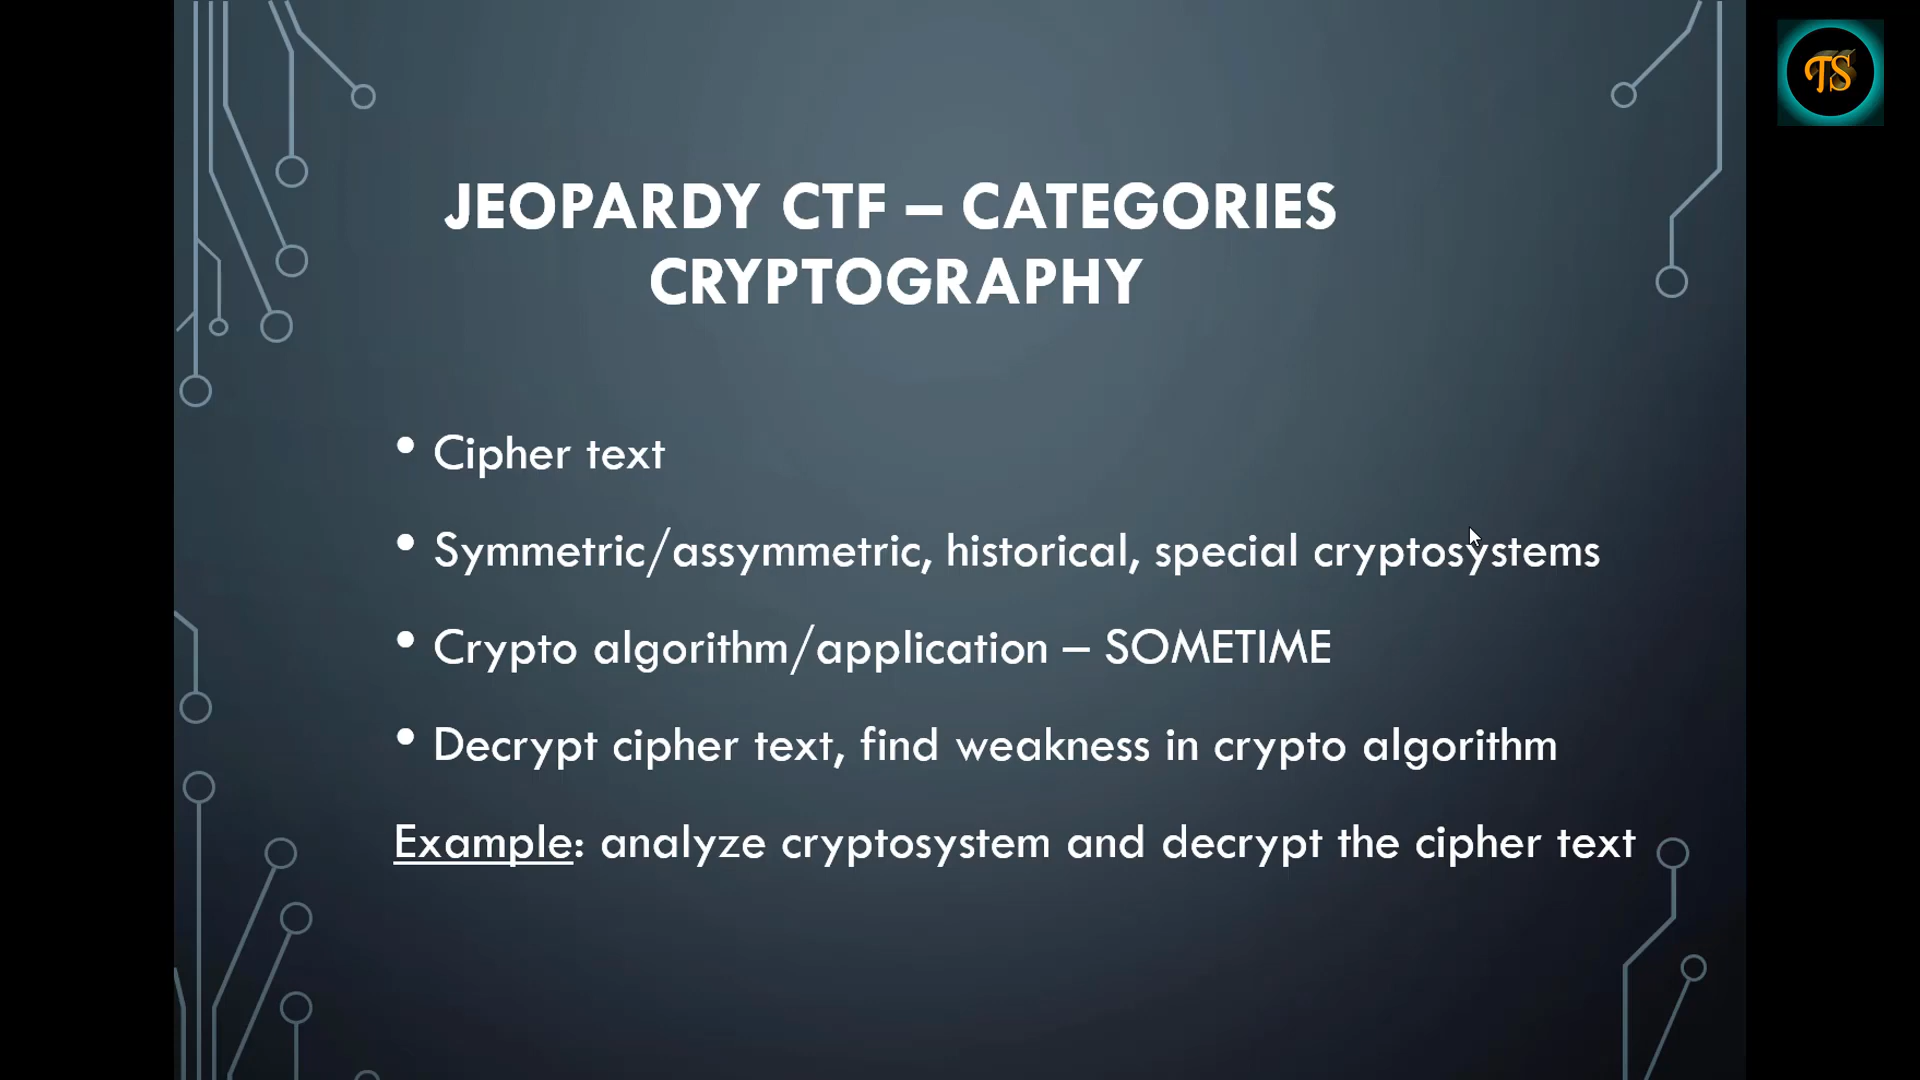 JEOPARDY CTF – CATEGORIES
CRYPTOGRAPHY
TS
• Cipher text
• Symmetric/assymmetric, historical, special cryptosystems
• Crypto algorithm/application – SOMETIME
• Decrypt cipher text, find weakness in crypto algorithm
Example: analyze cryptosystem and decrypt the cipher text